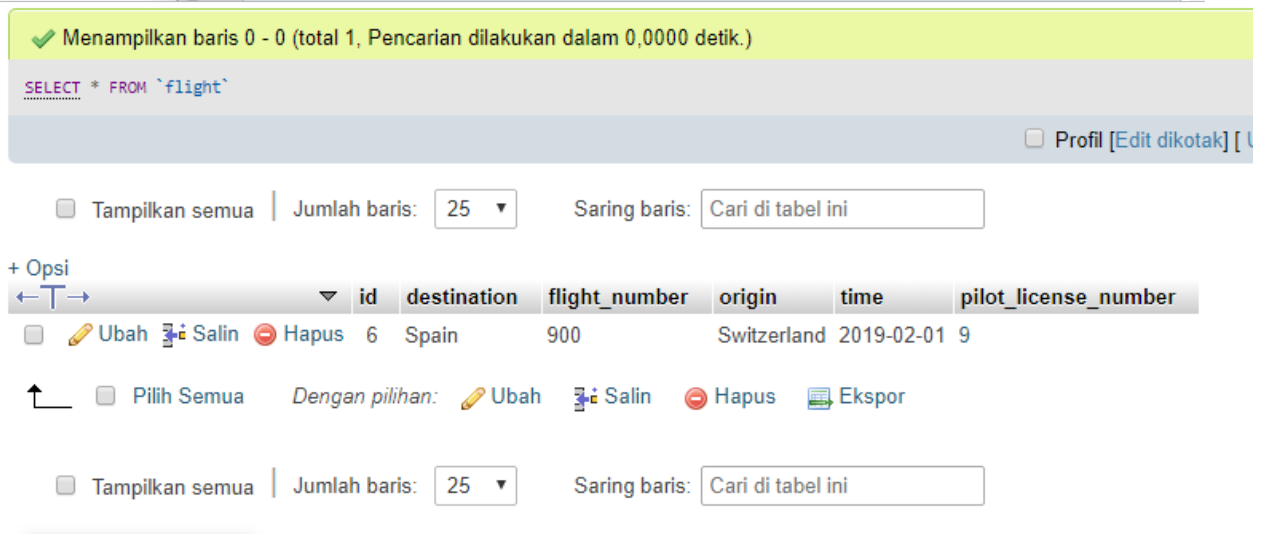 Menampilkan baris 0 - 0 (total 1, Pencarian dilakukan dalam 0,0000 detik.)
SELECT * FROM `flight`
Profil [Edit dikotak] [
Tampilkan semua | Jumlah baris: 25 Saring baris: Cari di tabel ini
+ Opsi
←T→ id destination flight_number origin time pilot_license_number
Ubah Salin Hapus 6 Spain 900 Switzerland 2019-02-01 9
Pilih Semua Dengan pilihan: Ubah Salin Hapus Ekspor
Tampilkan semua | Jumlah baris: 25 Saring baris: Cari di tabel ini